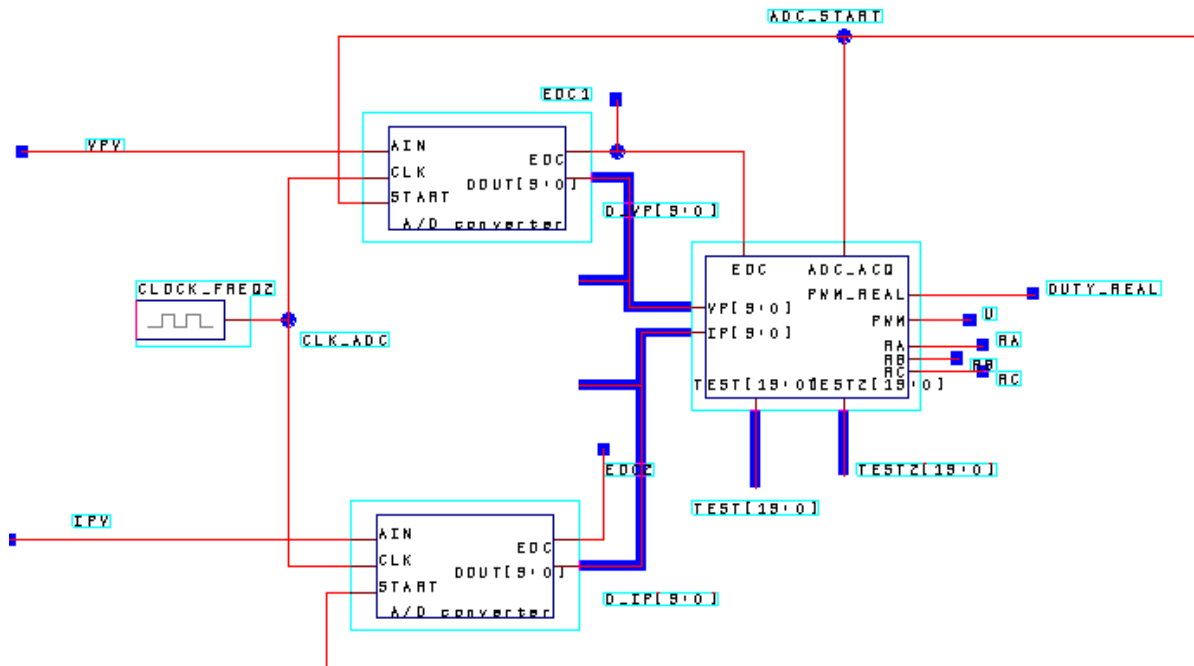 ADC_START
EOC1
VPV
AIN
EOC
CLK
DOUT[9:0]
START
A/D converter
D_VP[9:0]
EOC
ADC_ACQ
CLOCK_FREQ2
PWM_REAL
DUTY_REAL
VP[9:0]
U
PWM
CLK_ADC
IP[9:0]
RA
RA
RB
RB
RC
RC
TEST[19:0]
TEST2[19:0]
EOC2
TEST2[19:0]
TEST[19:0]
IPV
AIN
EOC
CLK
DOUT[9:0]
START
A/D converter
D_IP[9:0]